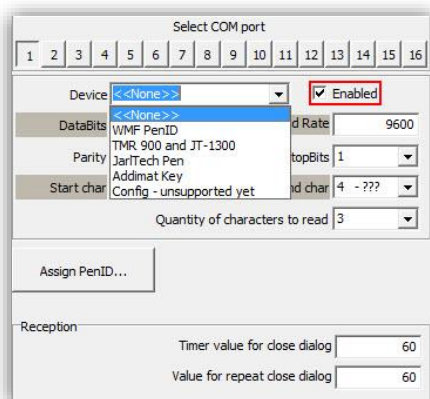 Select COM port
1 2 3 4 5 6 7 8 9 10 11 12 13 14 15 16
Device <<None>> Enabled
<<None>>
WMF PenID
TMR 900 and JT-1300
JarlTech Pen
Addimat Key
Config - unsupported yet
DataBits d Rate 9600
Parity topBits 1
Start char nd char 4 - ???
Quantity of characters to read 3
Assign PenID...
Reception
Timer value for close dialog 60
Value for repeat close dialog 60